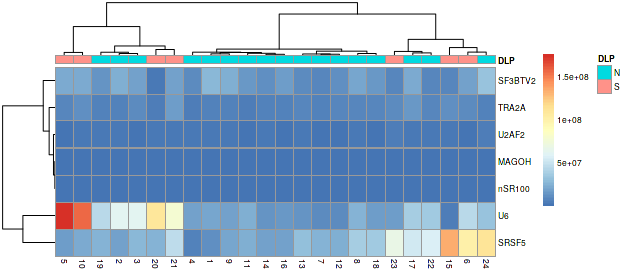 DLP
SF3BTV2
TRA2A
U2AF2
MAGOH
nSR100
U6
SRSF5
5 10 19 2 3 20 21 4 1 9 11 14 16 13 7 12 8 18 23 17 22 15 6 24
1.5e+08
1e+08
5e+07
DLP
N
S